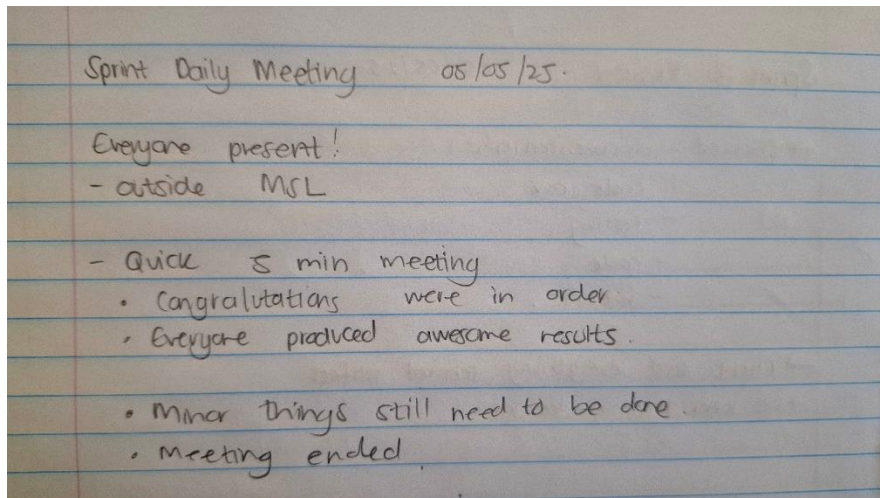 Sprint Daily Meeting 05/05/25.
Everyone present!
- outside MSL
- Quick 5 min meeting
• Congralutations were in order
• Everyone produced awesome results.
• Minor things still need to be done.
• Meeting ended.